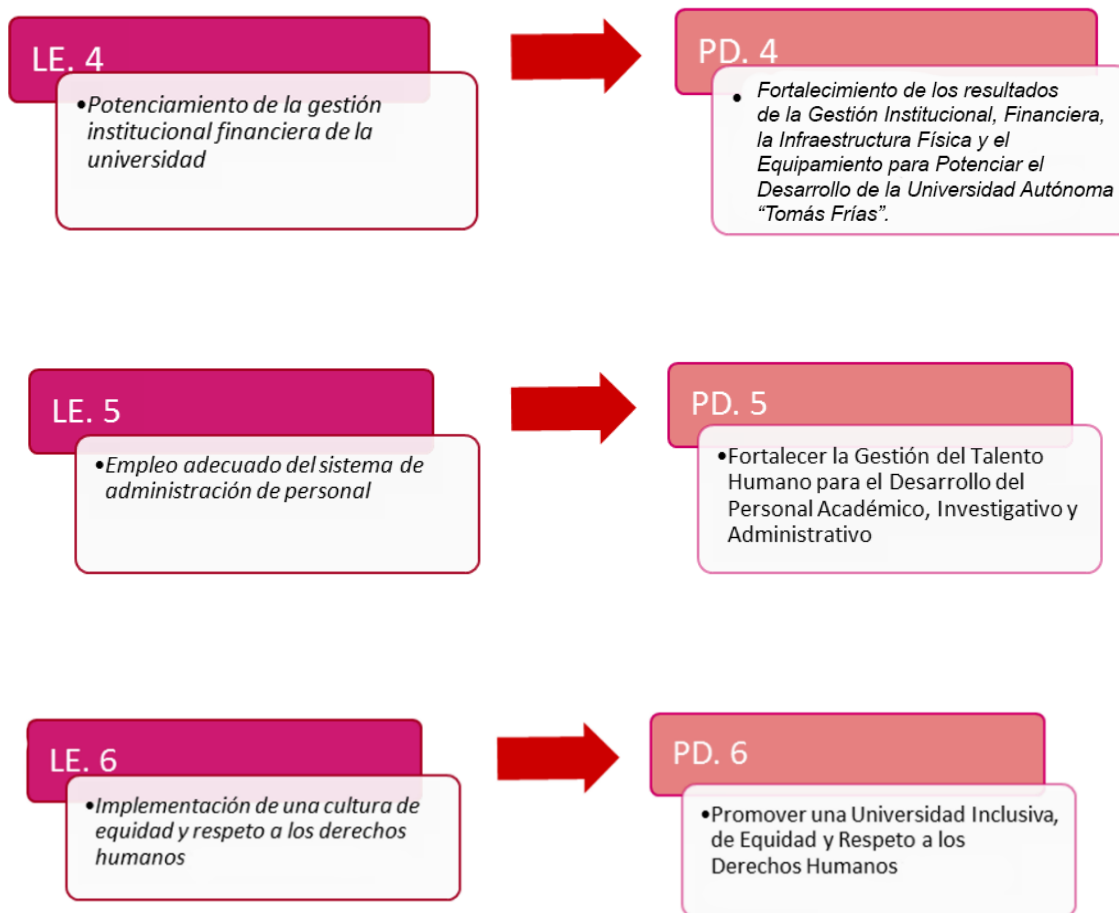 LE. 4
•Potenciamiento de la gestión
institucional financiera de la
universidad
PD. 4
• Fortalecimiento de los resultados
de la Gestión Institucional, Financiera,
la Infraestructura Física y el
Equipamiento para Potenciar el
Desarrollo de la Universidad Autónoma
“Tomás Frías”.
LE. 5
•Empleo adecuado del sistema de
administración de personal
PD. 5
•Fortalecer la Gestión del Talento
Humano para el Desarrollo del
Personal Académico, Investigativo y
Administrativo
LE. 6
•Implementación de una cultura de
equidad y respeto a los derechos
humanos
PD. 6
•Promover una Universidad Inclusiva,
de Equidad y Respeto a los
Derechos Humanos